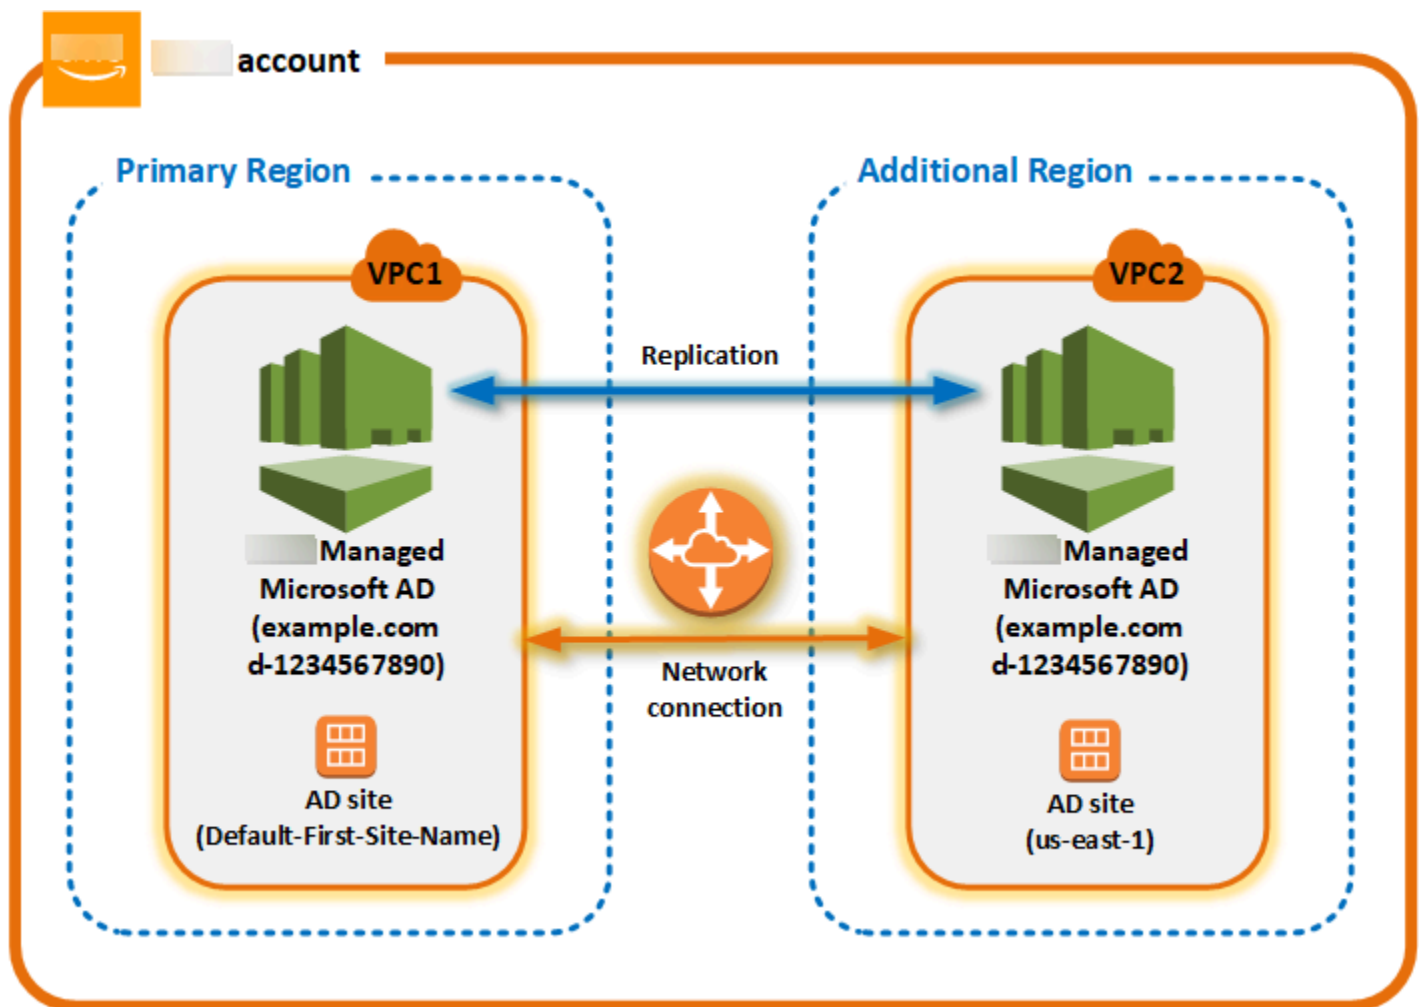 account
Primary Region
Additional Region
VPC1
VPC2
Replication
Managed
Microsoft AD
(example.com
d-1234567890)
Managed
Microsoft AD
(example.com
d-1234567890)
Network
connection
AD site
(Default-First-Site-Name)
AD site
(us-east-1)